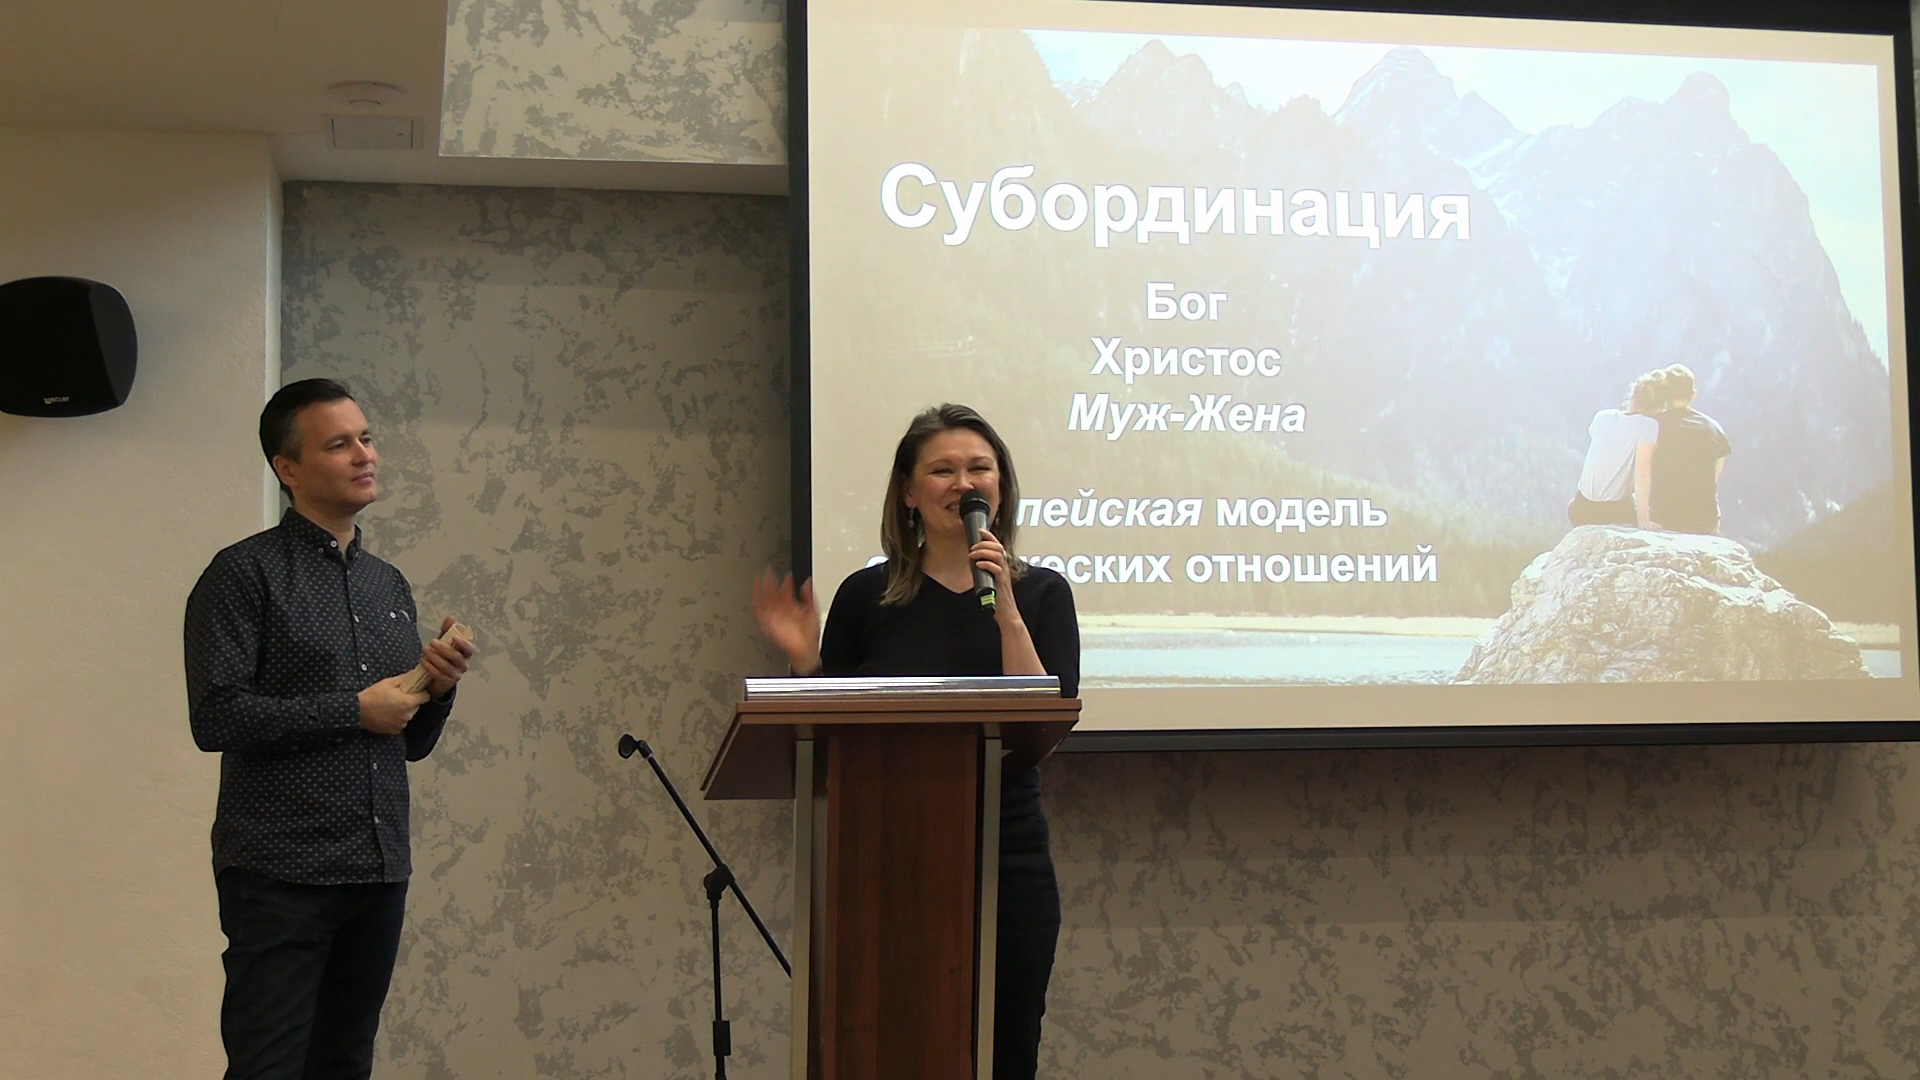 Субординация
Бог
Христос
Муж-Жена
модель
отношений